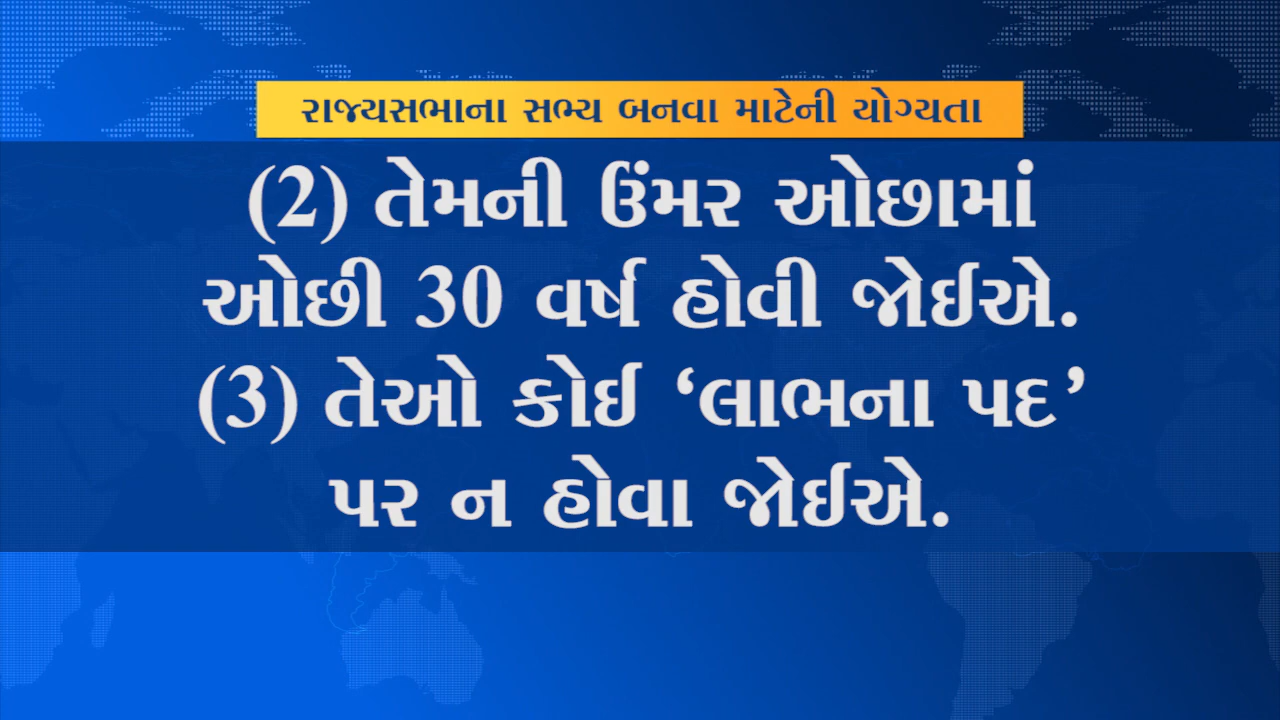 રાજ્યસભાના સભ્ય બનવા માટેની યોગ્યતા
(2) તેમની ઉંમર ઓછામાં
ઓછી 30 વર્ષ હોવી જોઈએ.
(3) તેઓ કોઈ ‘લાભના પદ’
પર ન હોવા જોઈએ.